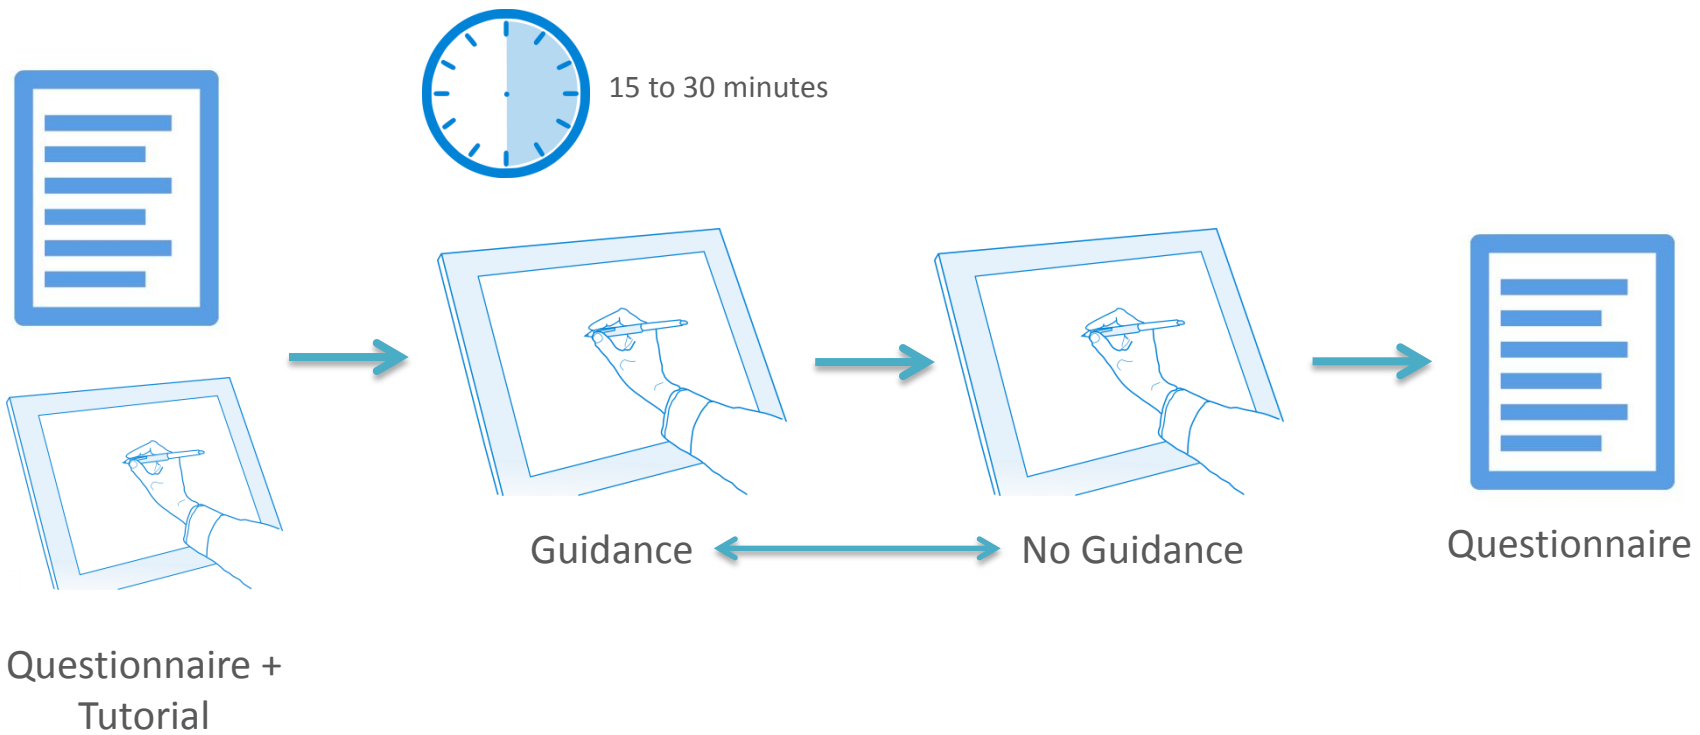 15 to 30 minutes
Guidance
No Guidance
Questionnaire
Questionnaire +
Tutorial